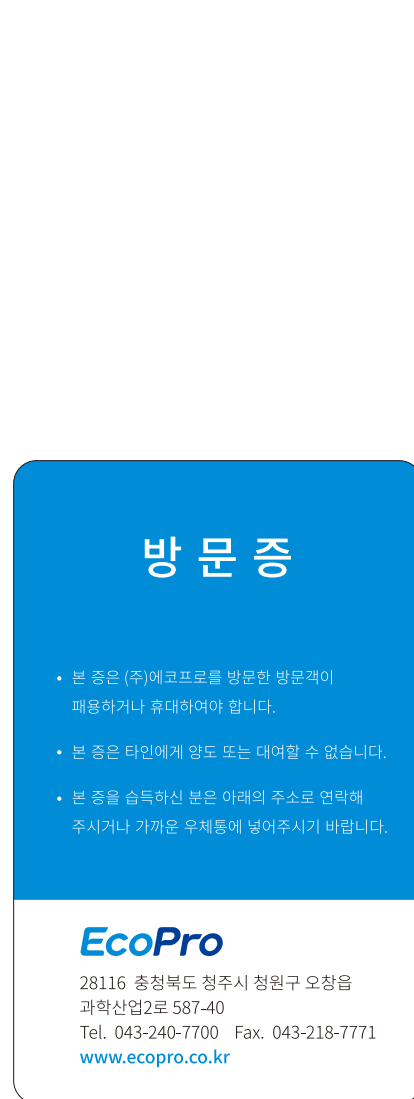 방 문 증
• 본 증은 (주)에코프로를 방문한 방문객이
패용하거나 휴대하여야 합니다.
• 본 증은 타인에게 양도 또는 대여할 수 없습니다.
• 본 증을 습득하신 분은 아래의 주소로 연락해
주시거나 가까운 우체통에 넣어주시기 바랍니다.
EcoPro
28116 충청북도 청주시 청원구 오창읍
과학산업2로 587-40
Tel. 043-240-7700 Fax. 043-218-7771
www.ecopro.co.kr